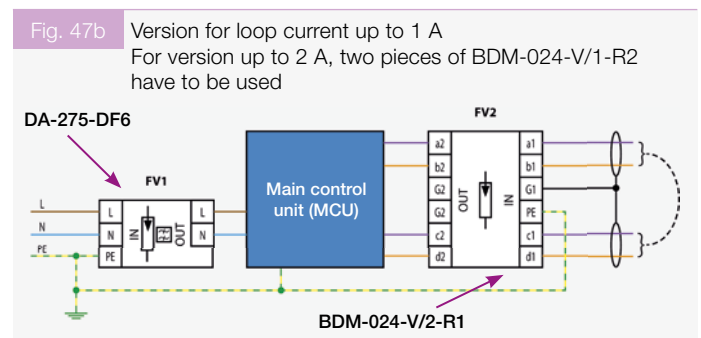 Fig. 47b
Version for loop current up to 1 A
For version up to 2 A, two pieces of BDM-024-V/1-R2
have to be used
DA-275-DF6
FV1
FV2
L
N
PE
L
N
PE
IN
OUT
L
N
Main control
unit (MCU)
a2
b2
G2
G2
c2
d2
OUT
IN
a1
b1
G1
PE
c1
d1
BDM-024-V/2-R1